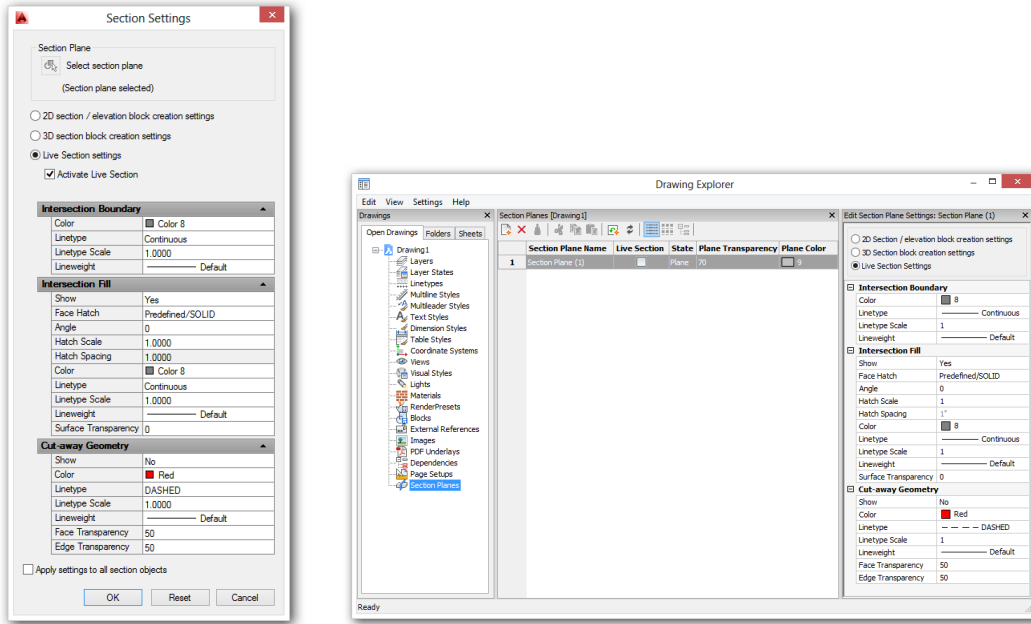 Section Settings
Section Plane
Select section plane
(Section plane selected)
2D section / elevation block creation settings
3D section block creation settings
Live Section settings
Activate Live Section
Intersection Boundary
Color Color 8
Linetype Continuous
Linetype Scale 1.0000
Lineweight Default
Intersection Fill
Show Yes
Face Hatch Predefined/SOLID
Angle 0
Hatch Scale 1.0000
Hatch Spacing 1.0000
Color Color 8
Linetype Continuous
Linetype Scale 1.0000
Lineweight Default
Surface Transparency 0
Cut-away Geometry
Show No
Color Red
Linetype DASHED
Linetype Scale 1.0000
Lineweight Default
Face Transparency 50
Edge Transparency 50
Apply settings to all section objects
OK Reset Cancel
Drawing Explorer
Edit View Settings Help
Drawings
Open Drawings Folders Sheets
Drawing1
Layers
Layer States
Linetypes
Multiline Styles
Multileader Styles
Text Styles
Dimension Styles
Table Styles
Coordinate Systems
Views
Visual Styles
Lights
Materials
RenderPresets
Blocks
External References
Images
PDF Underlays
Dependencies
Page Setups
Section Planes
Section Planes [Drawing1]
Section Plane Name Live Section State Plane Transparency Plane Color
1 Section Plane (1) Plane 70 9
Edit Section Plane Settings: Section Plane (1)
2D Section / elevation block creation settings
3D Section block creation settings
Live Section Settings
Intersection Boundary
Color 8
Linetype Continuous
Linetype Scale 1
Lineweight Default
Intersection Fill
Show Yes
Face Hatch Predefined/SOLID
Angle 0
Hatch Scale 1
Hatch Spacing 1"
Color 8
Linetype Continuous
Linetype Scale 1
Lineweight Default
Surface Transparency 0
Cut-away Geometry
Show No
Color Red
Linetype DASHED
Linetype Scale 1
Lineweight Default
Face Transparency 50
Edge Transparency 50
Ready